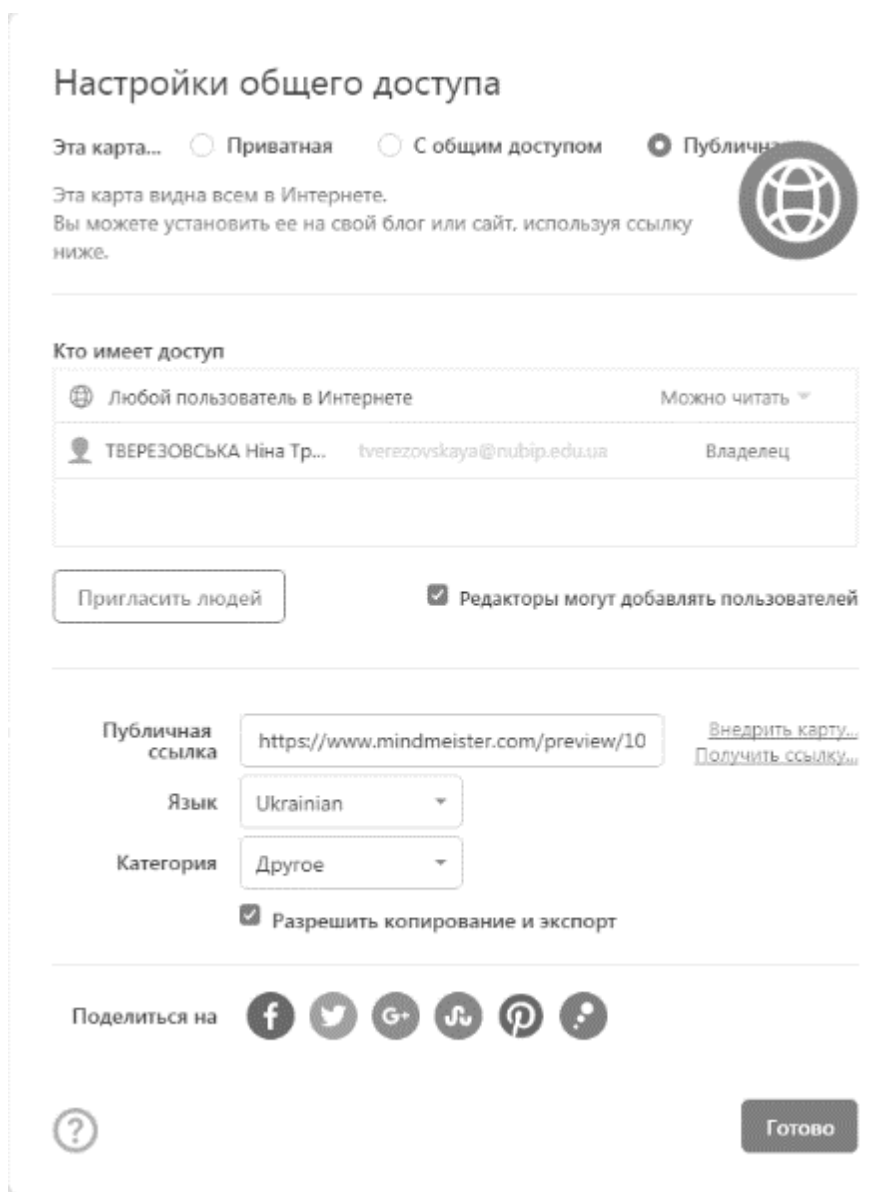 Настройки общего доступа
Эта карта... Приватная С общим доступом
Эта карта видна всем в Интернете.
Вы можете установить ее на свой блог или сайт, используя ссылку
ниже.
Кто имеет доступ
Любой пользователь в Интернете Можно читать
ТВЕРЕЗОВСЬКА Ніна Тр... tverezovskaya@nubip.edu.ua Владелец
Пригласить людей Редакторы могут добавлять пользователей
Публичная ссылка https://www.mindmeister.com/preview/10 Внедрить карту...
Получить ссылку...
Язык Ukrainian
Категория Другое
Разрешить копирование и экспорт
Поделиться на f G+
? Готово